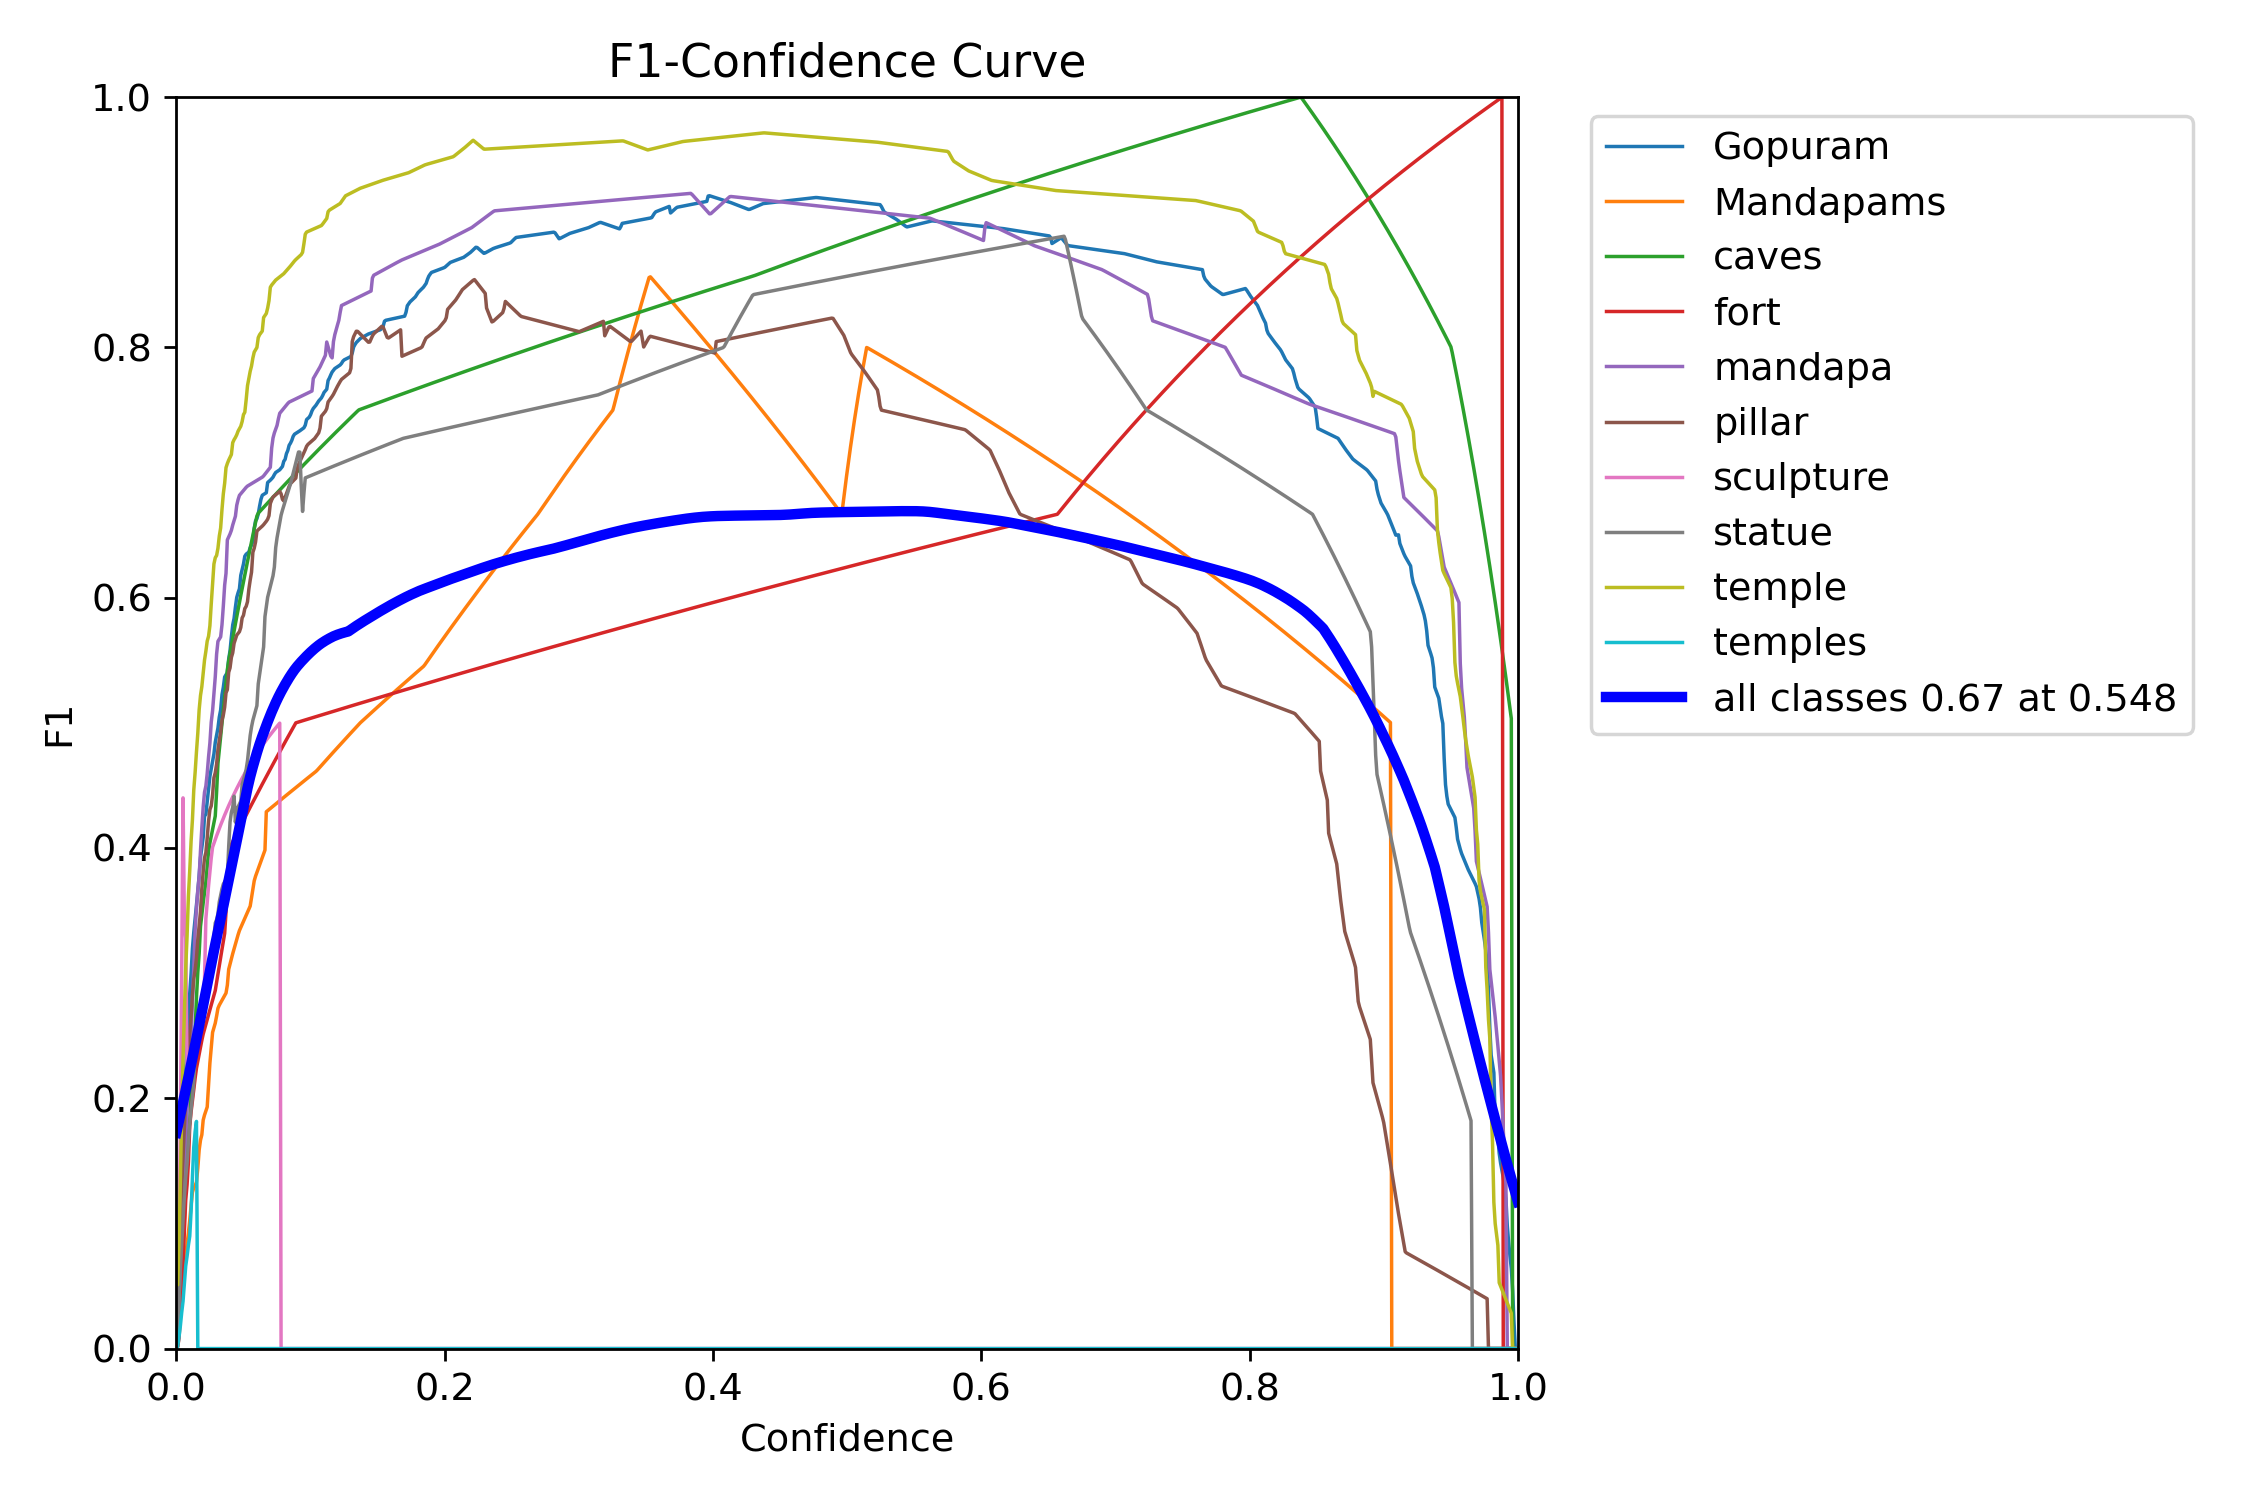 F1-Confidence Curve
1.0
0.8
0.6
0.4
0.2
0.0
F1
0.0 0.2 0.4 0.6 0.8 1.0
Confidence
Gopuram
Mandapams
caves
fort
mandapa
pillar
sculpture
statue
temple
temples
all classes 0.67 at 0.548